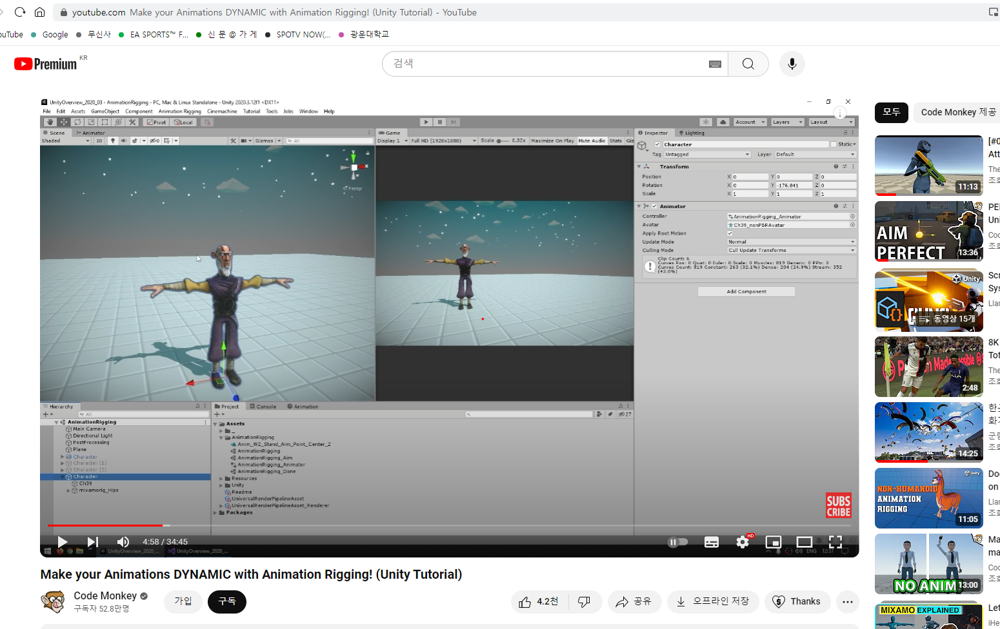 youtube.com Make your Animations DYNAMIC with Animation Rigging! (Unity Tutorial) - YouTube
ouTube Google 무신사 EA SPORTS™ F... 신 문 @ 가 게 SPOTV NOW(... 광운대학교
Premium KR
검색
UnityOverview_2020_03 - AnimationRigging - PC, Mac & Linux Standalone - Unity 2020.3.12f1 <DX11>
File Edit Assets GameObject Component Animation Rigging Cinemachine Tutorial Tools Jobs Window Help
Pivot Local Account Layers Layout
Scene Animator
Shaded 2D 0 Gizmos All
Persp
Game
Display 1 Full HD (1920x1080) Scale 0.32x Maximize On Play Mute Audio Stats Giz
Inspector Lighting
Character Static
Tag Untagged Layer Default
Transform
Position X 0 Y 0 Z 0
Rotation X 0 Y -176.841 Z 0
Scale X 1 Y 1 Z 1
Animator
Controller AnimationRigging_Animator
Avatar Ch39_nonPBRAvatar
Apply Root Motion
Update Mode Normal
Culling Mode Cull Update Transforms
Clip Count: 6
Curves Pos: 0 Quat: 0 Euler: 0 Scale: 0 Muscles: 819 Generic: 0 PPtr: 0
Curves Count: 819 Constant: 263 (32.1%) Dense: 204 (24.9%) Stream: 352
(43.0%)
Add Component
Hierarchy
All
AnimationRigging
Main Camera
Directional Light
PostProcessing
Plane
Character
Character (1)
Character (2)
Character
Ch39
mixamorig_Hips
Project Console Animation
27
Assets
_
AnimationRigging
Anim_W2_Stand_Aim_Point_Center_2
AnimationRigging
AnimationRigging_Aim
AnimationRigging_Animator
AnimationRigging_Done
Resources
Unity
Readme
UniversalRenderPipelineAsset
UniversalRenderPipelineAsset_Renderer
Packages
SUBS
CRIBE
4:58 / 34:45
HD
UnityOverview_2020_... UnityOverview_2020_...
ENG 12:37
Make your Animations DYNAMIC with Animation Rigging! (Unity Tutorial)
Code Monkey
구독자 52.8만명
가입 구독
4.2천 공유 오프라인 저장 Thanks
모두 Code Monkey 제공
11:13
[#0
Att
The
조회
AIM
PERFECT
13:36
PE
Uni
Coc
조회
Unity
GUNS
동영상 15개
Scr
Sys
Llar
2:48
8K
Tot
The
조회
14:25
한
화
군
조회
Unity
NON-HUMANOID
ANIMATION
RIGGING
11:05
Do
on
Llar
조회
NO ANIM
13:00
Ma
ma
Coc
조회
MIXAMO EXPLAINED
Let
iHe